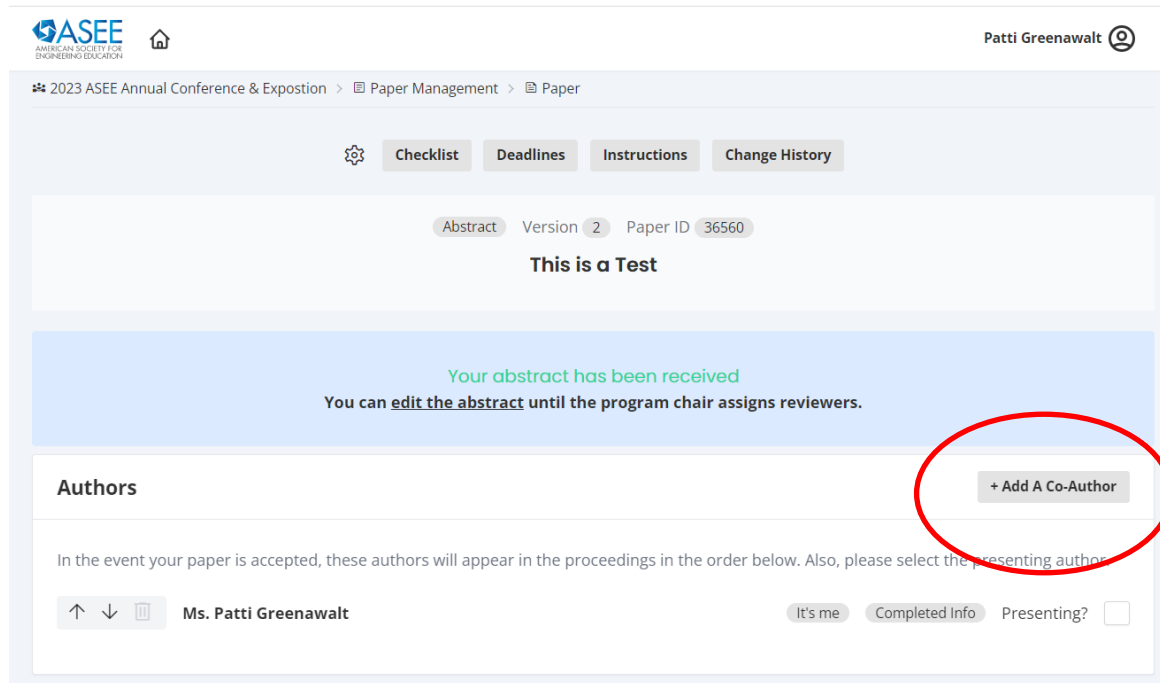 ASEE
AMERICAN SOCIETY FOR
ENGINEERING EDUCATION
Patti Greenawalt
2023 ASEE Annual Conference & Expostion > Paper Management > Paper
Checklist Deadlines Instructions Change History
Abstract Version 2 Paper ID 36560
This is a Test
Your abstract has been received
You can edit the abstract until the program chair assigns reviewers.
Authors + Add A Co-Author
In the event your paper is accepted, these authors will appear in the proceedings in the order below. Also, please select the presenting author.
Ms. Patti Greenawalt It's me Completed Info Presenting?